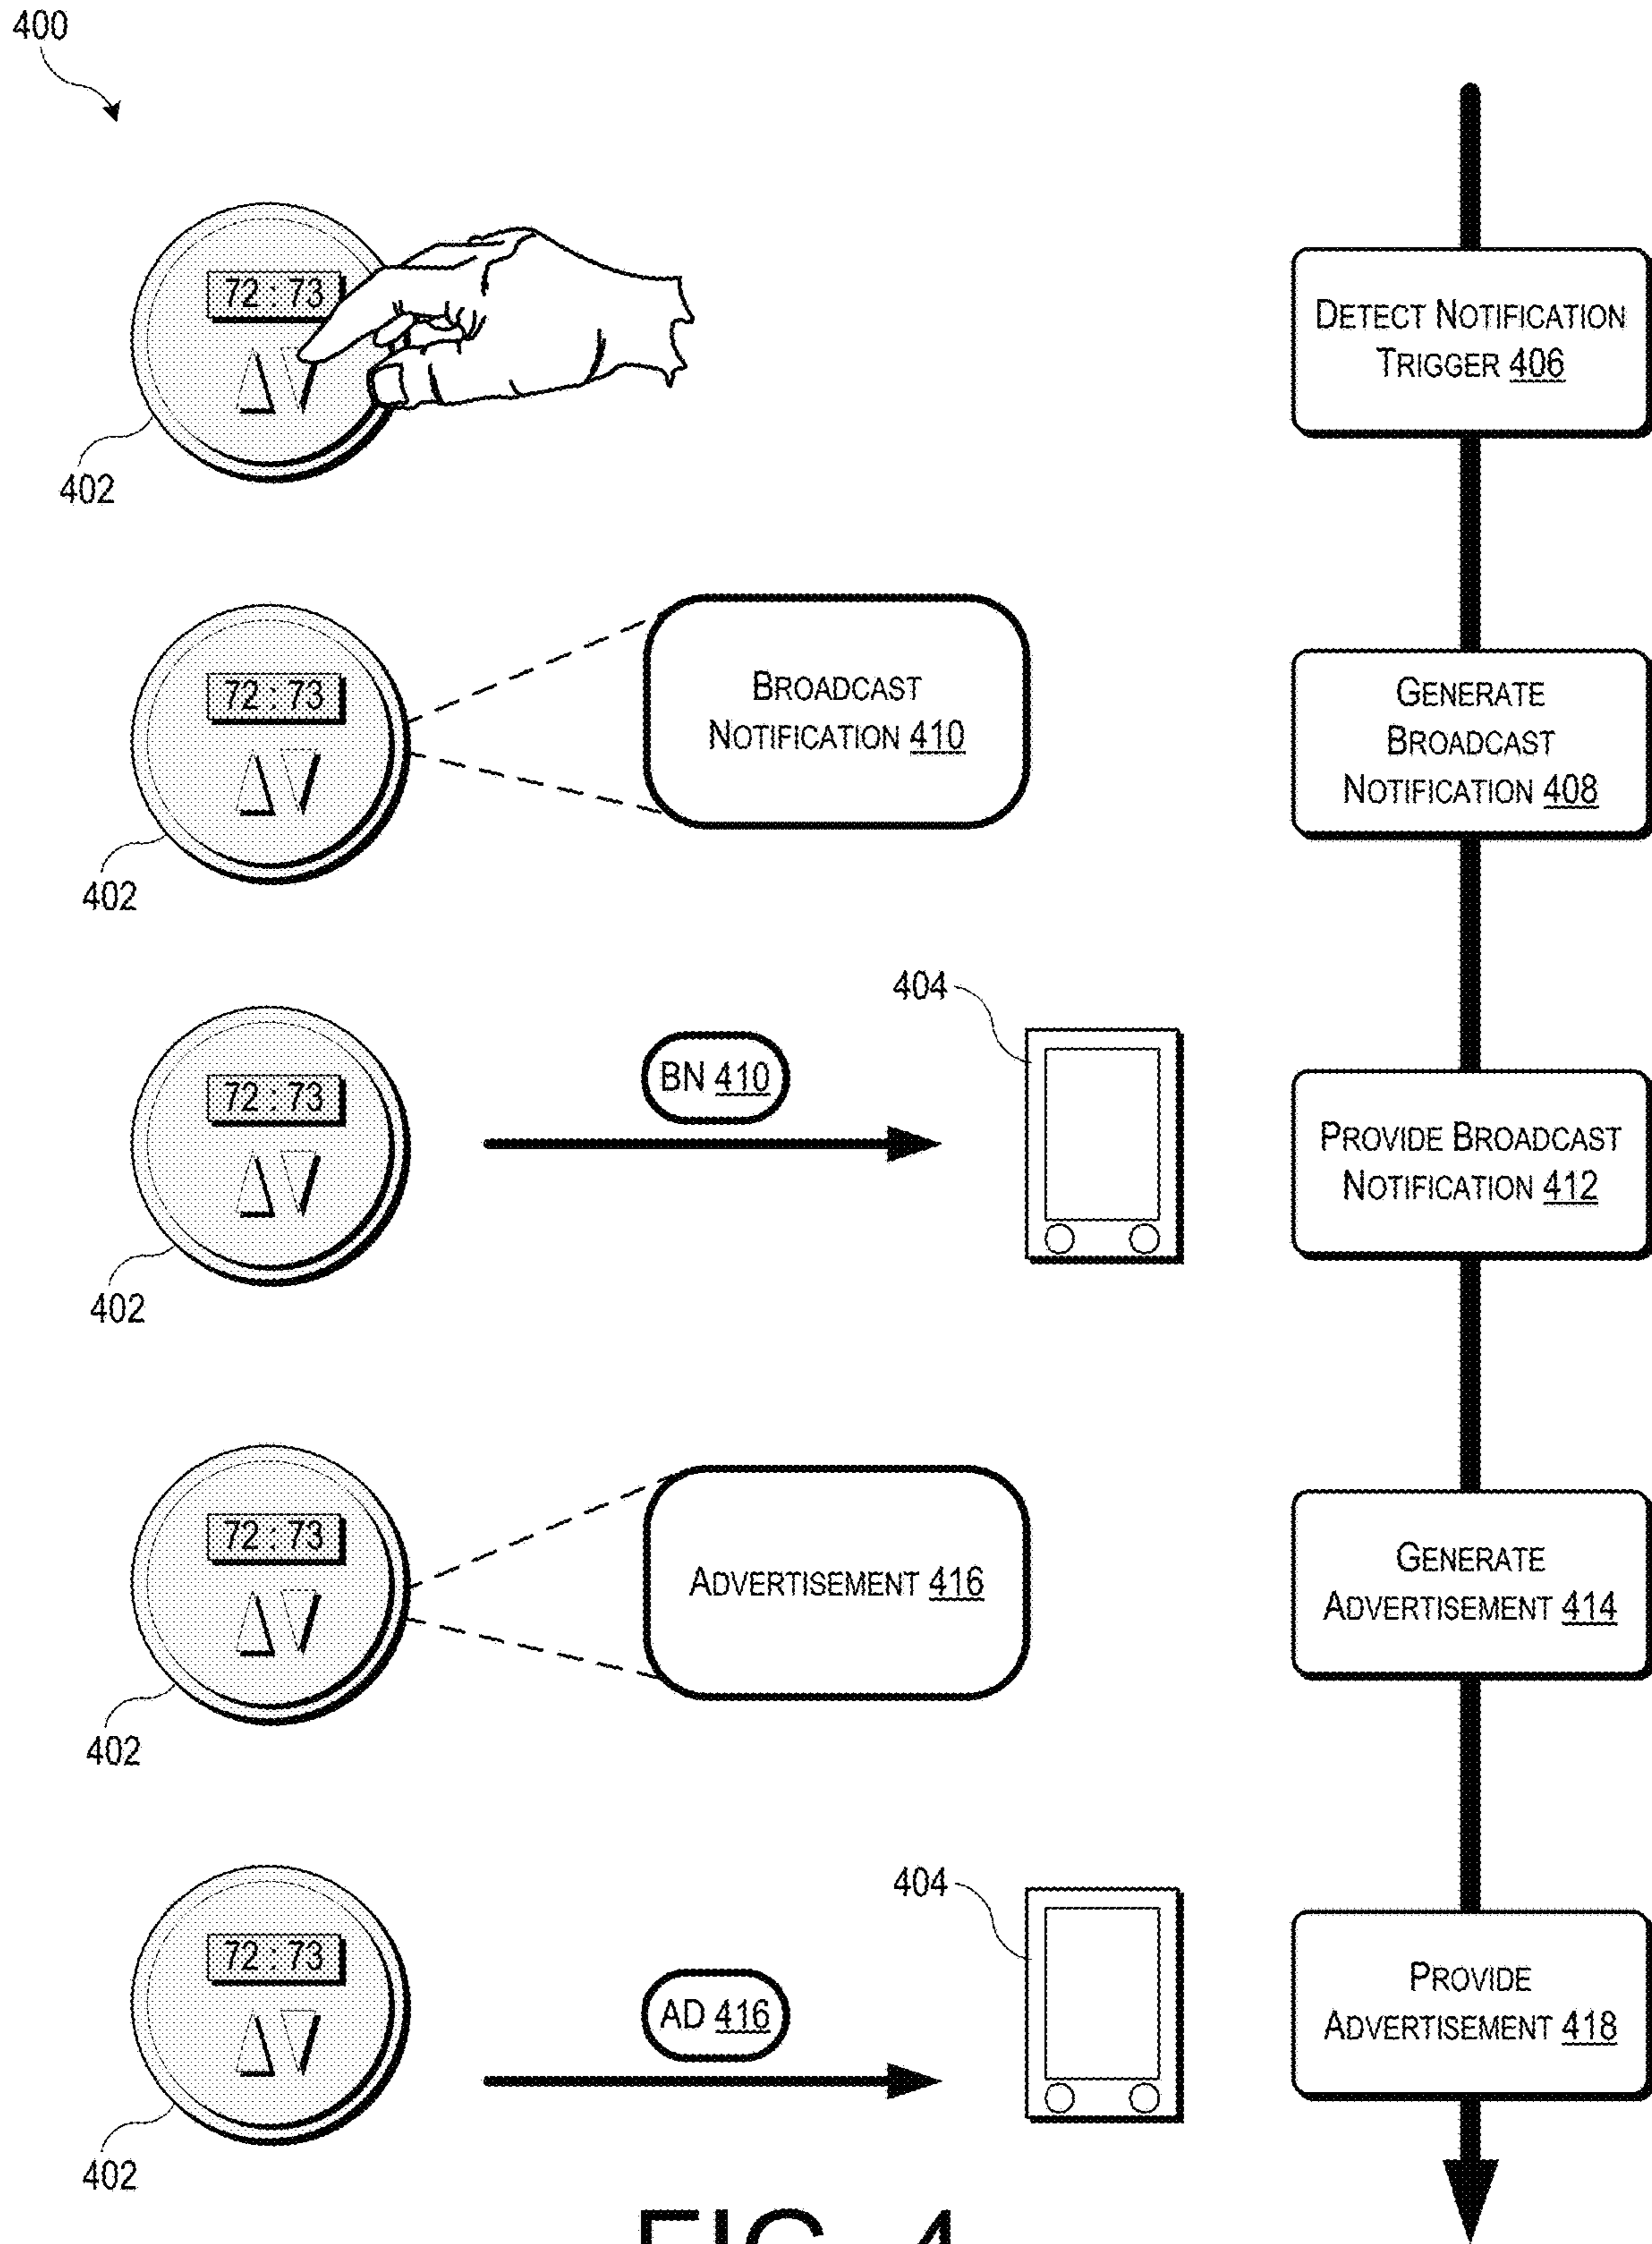 400
72 : 73
402
DETECT NOTIFICATION
TRIGGER 406
72 : 73
402
BROADCAST
NOTIFICATION 410
GENERATE
BROADCAST
NOTIFICATION 408
72 : 73
402
BN 410
404
PROVIDE BROADCAST
NOTIFICATION 412
72 : 73
402
ADVERTISEMENT 416
GENERATE
ADVERTISEMENT 414
72 : 73
402
AD 416
404
PROVIDE
ADVERTISEMENT 418
FIG. 4